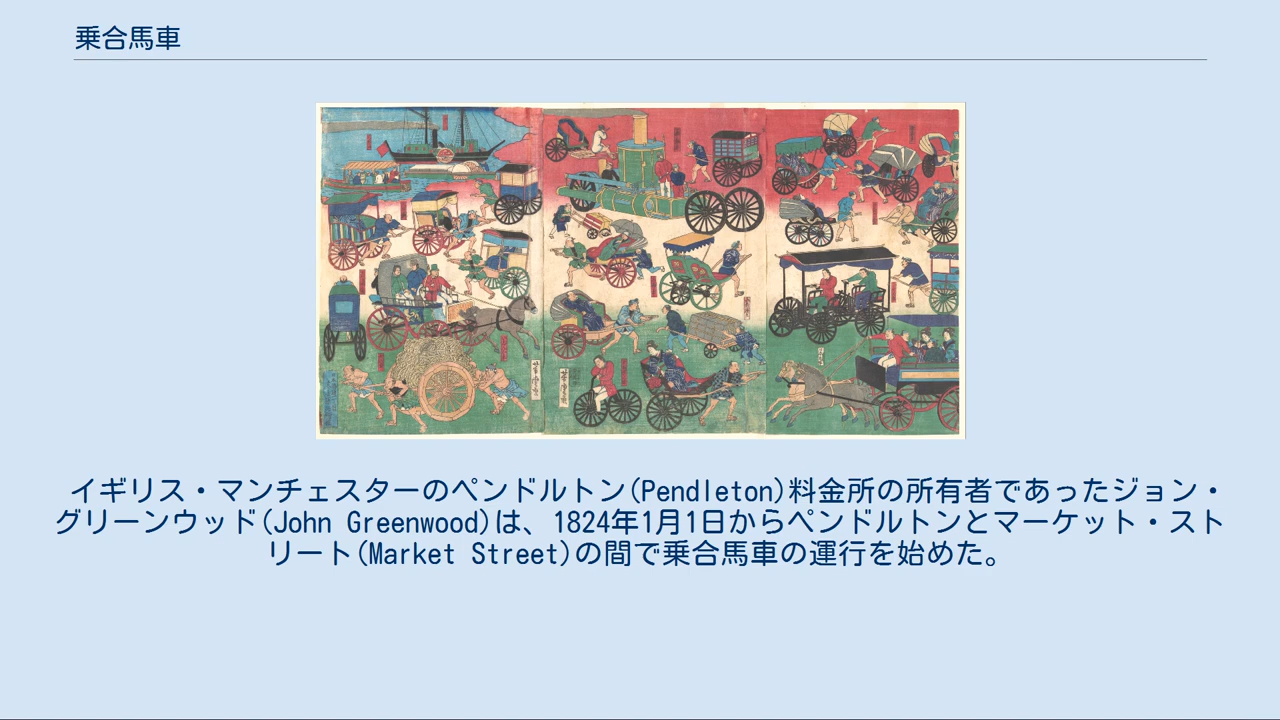 乗合馬車
イギリス・マンチェスターのペンドルトン(Pendleton)料金所の所有者であったジョン・
グリーンウッド(John Greenwood)は、1824年1月1日からペンドルトンとマーケット・スト
リート(Market Street)の間で乗合馬車の運行を始めた。